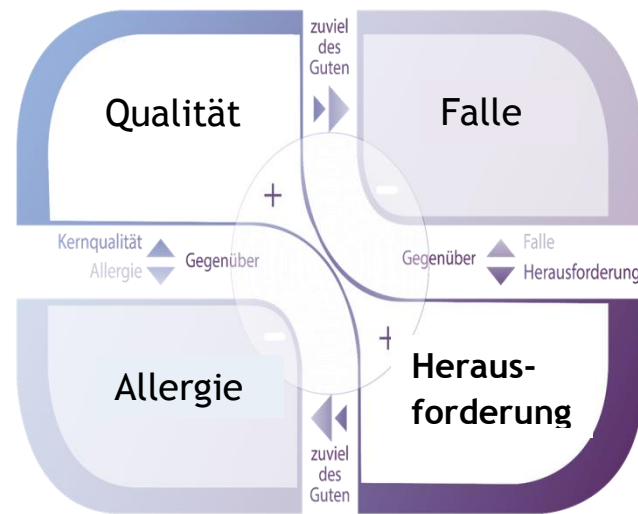 zuviel
des
Guten
Qualität
Falle
+
-
Kernqualität
Allergie
Gegenüber
Gegenüber
Falle
Herausforderung
-
+
Allergie
Heraus-
forderung
zuviel
des
Guten